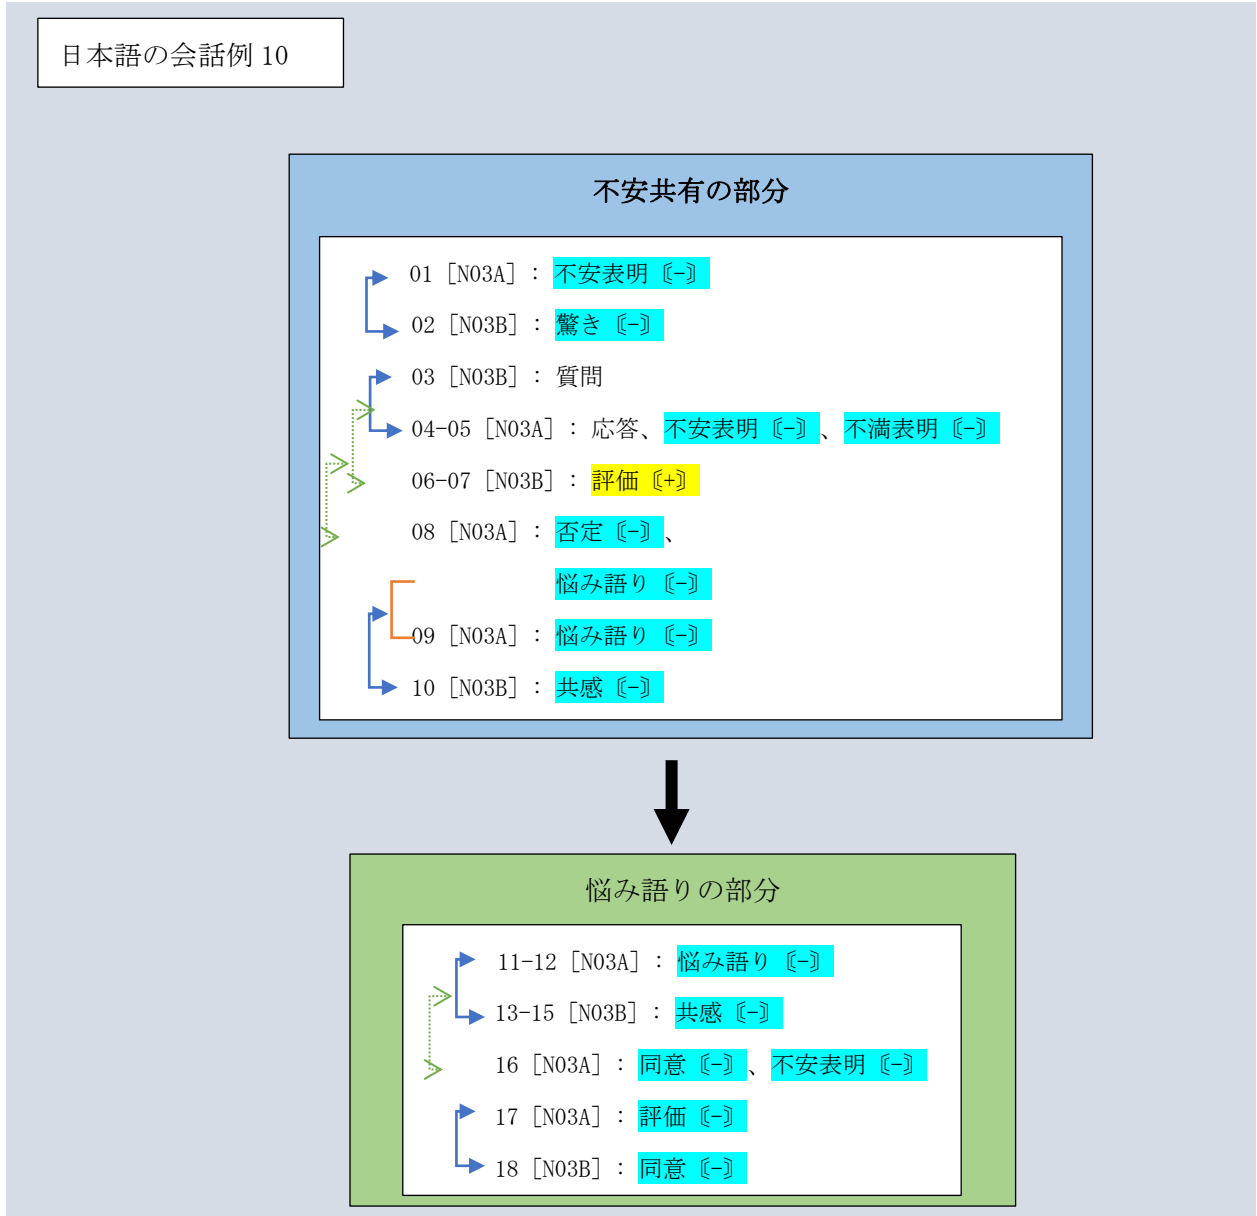 日本語の会話例 10
不安共有の部分
01［N03A］：不安表明〔-〕
02［N03B］：驚き〔-〕
03［N03B］：質問
04-05［N03A］：応答、不安表明〔-〕、不満表明〔-〕
06-07［N03B］：評価〔+〕
08［N03A］：否定〔-〕、
悩み語り〔-〕
09［N03A］：悩み語り〔-〕
10［N03B］：共感〔-〕
悩み語りの部分
11-12［N03A］：悩み語り〔-〕
13-15［N03B］：共感〔-〕
16［N03A］：同意〔-〕、不安表明〔-〕
17［N03A］：評価〔-〕
18［N03B］：同意〔-〕